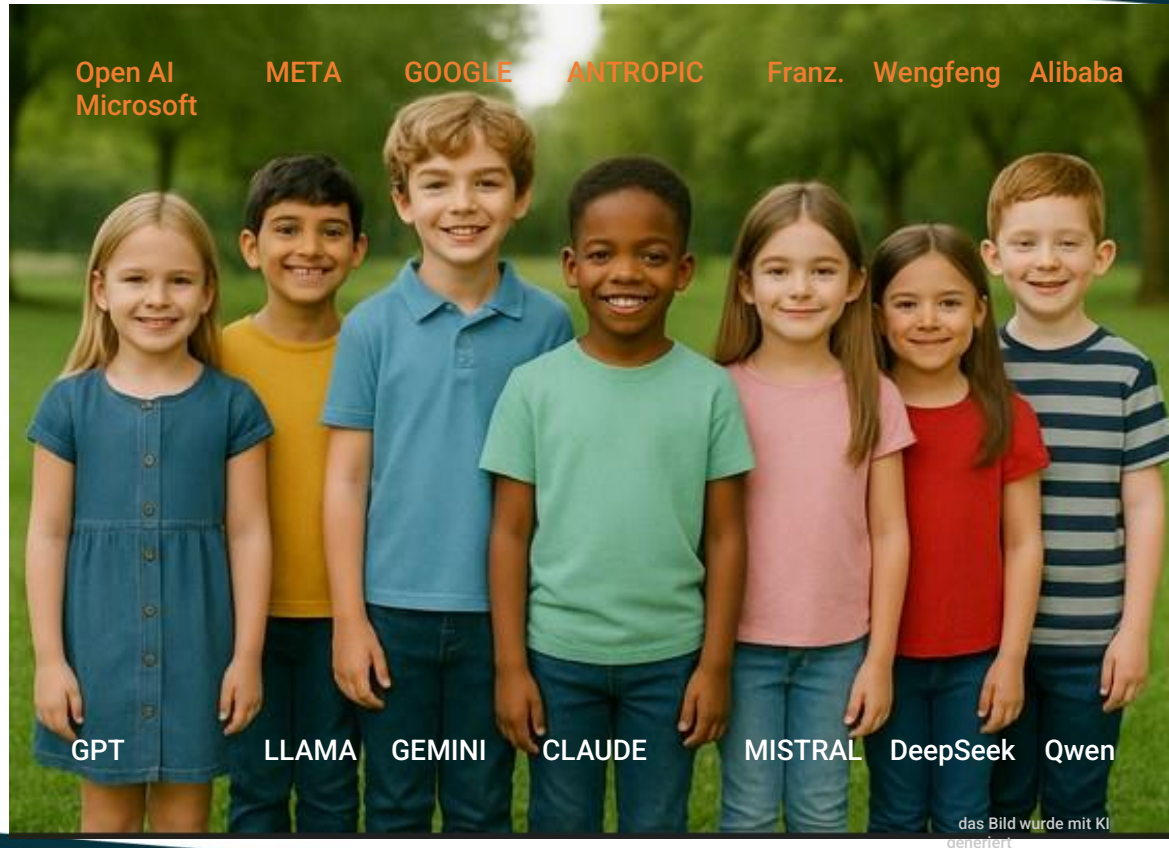 Open AI META GOOGLE ANTROPIC Franz. Wengfeng Alibaba
Microsoft
GPT LLAMA GEMINI CLAUDE MISTRAL DeepSeek Qwen
das Bild wurde mit KI
generiert